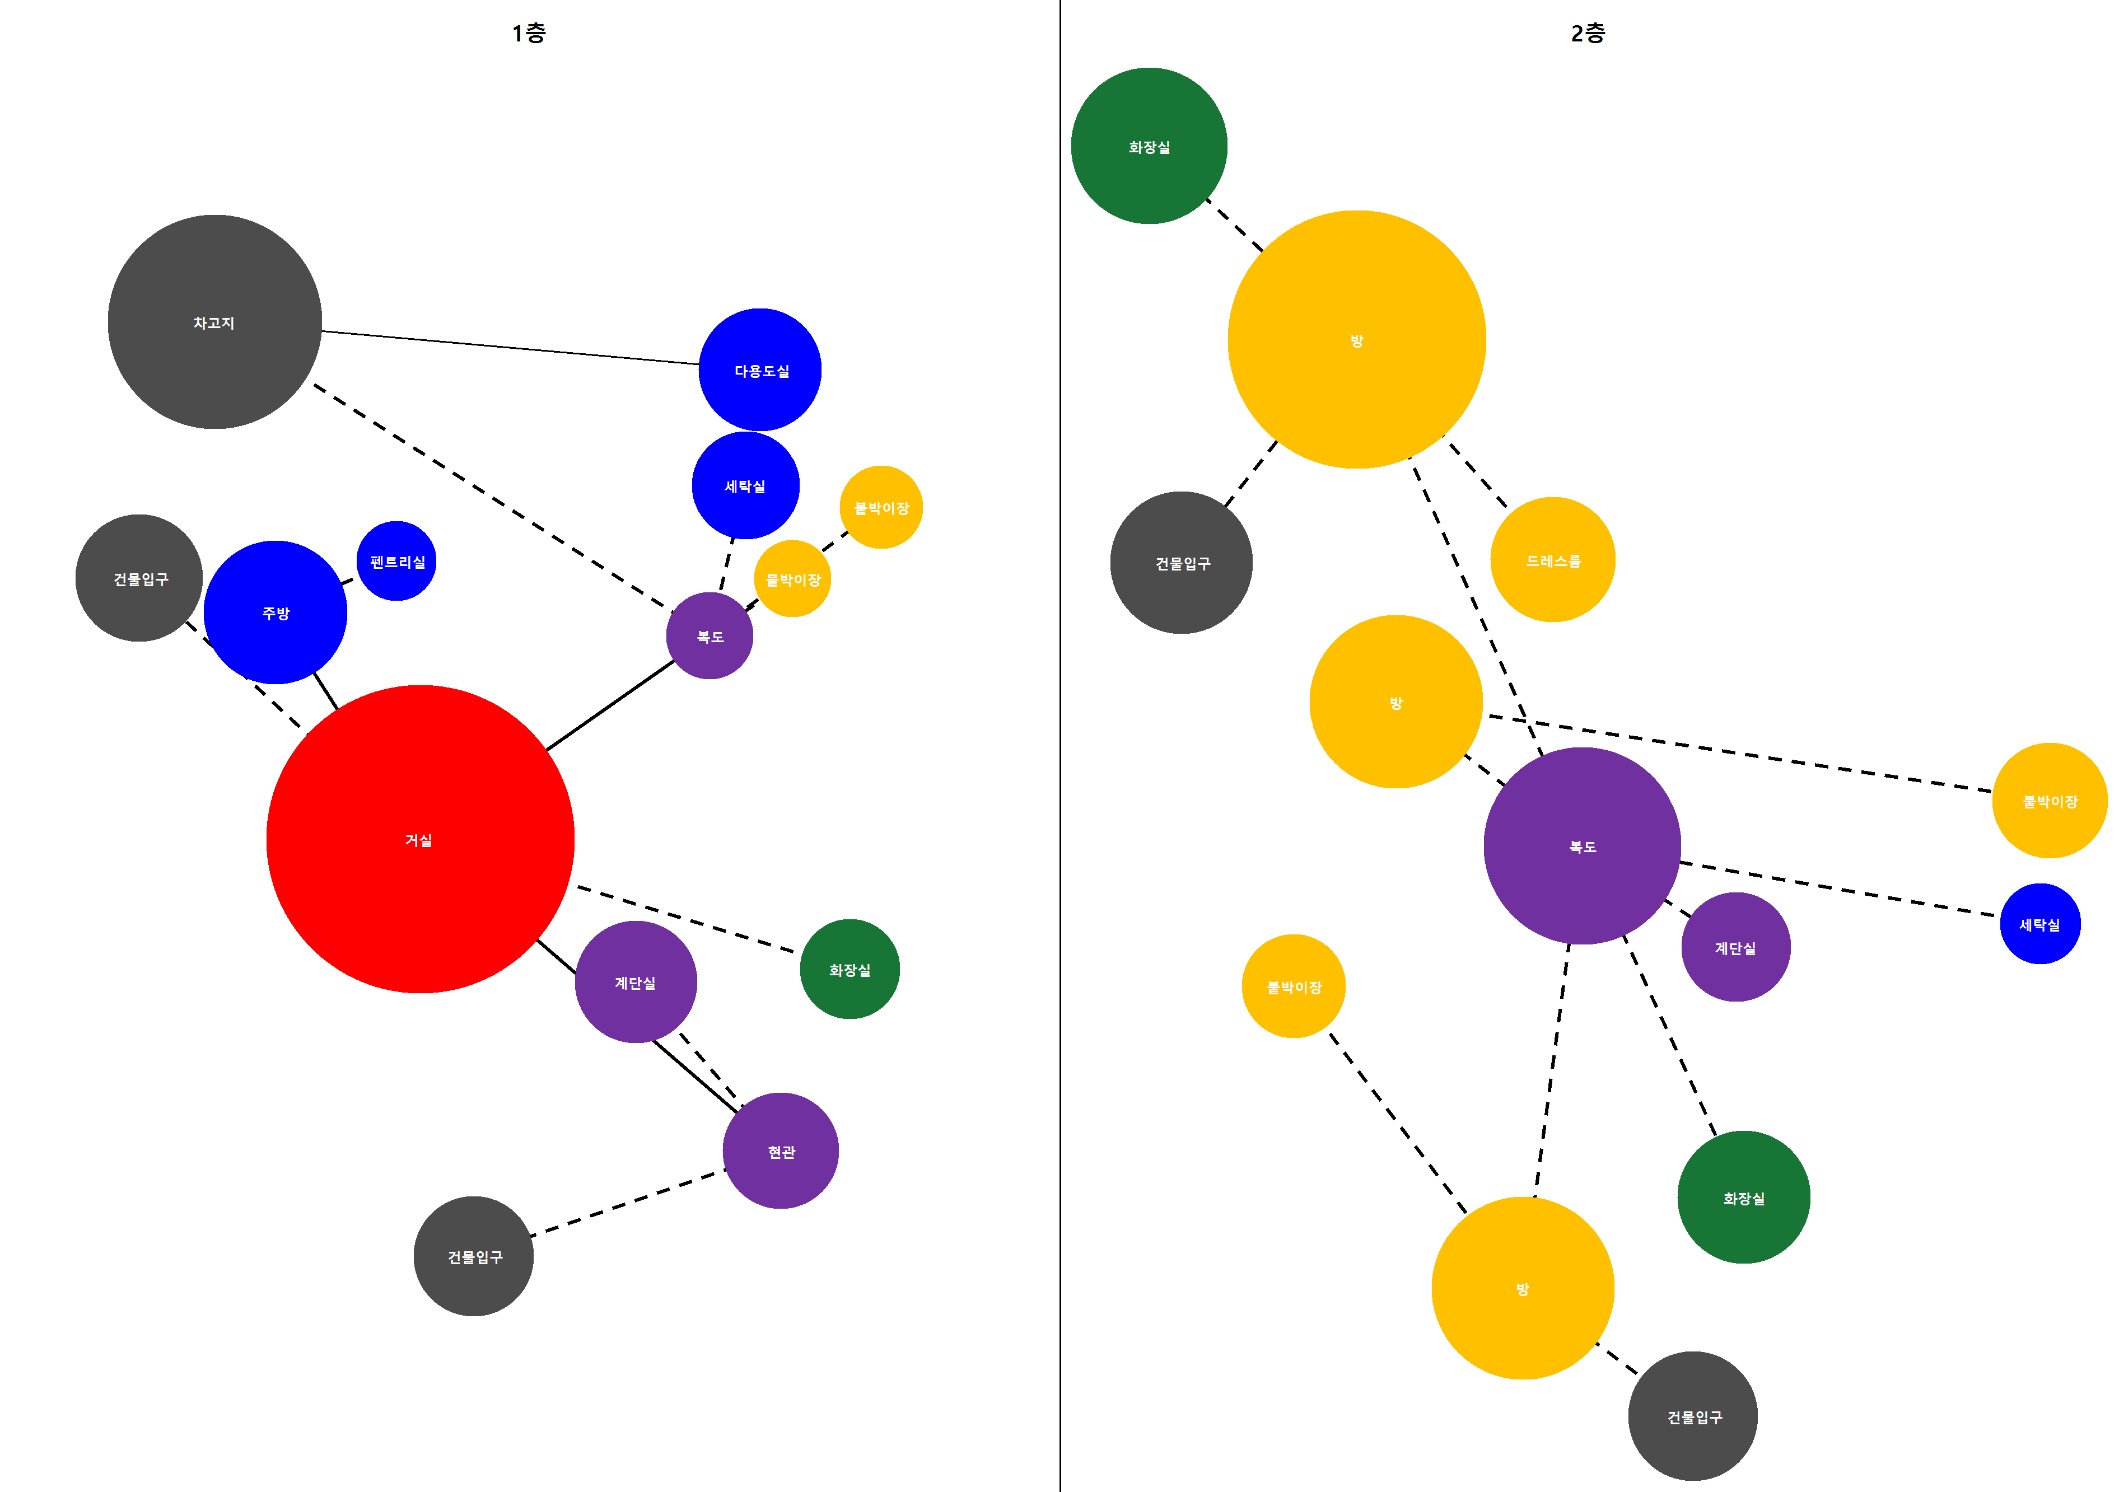 1층
차고지
다용도실
세탁실
붙박이장
붙박이장
건물입구
주방
펜트리실
복도
거실
계단실
화장실
현관
건물입구
2층
화장실
방
건물입구
드레스룸
방
붙박이장
복도
세탁실
계단실
붙박이장
화장실
방
건물입구